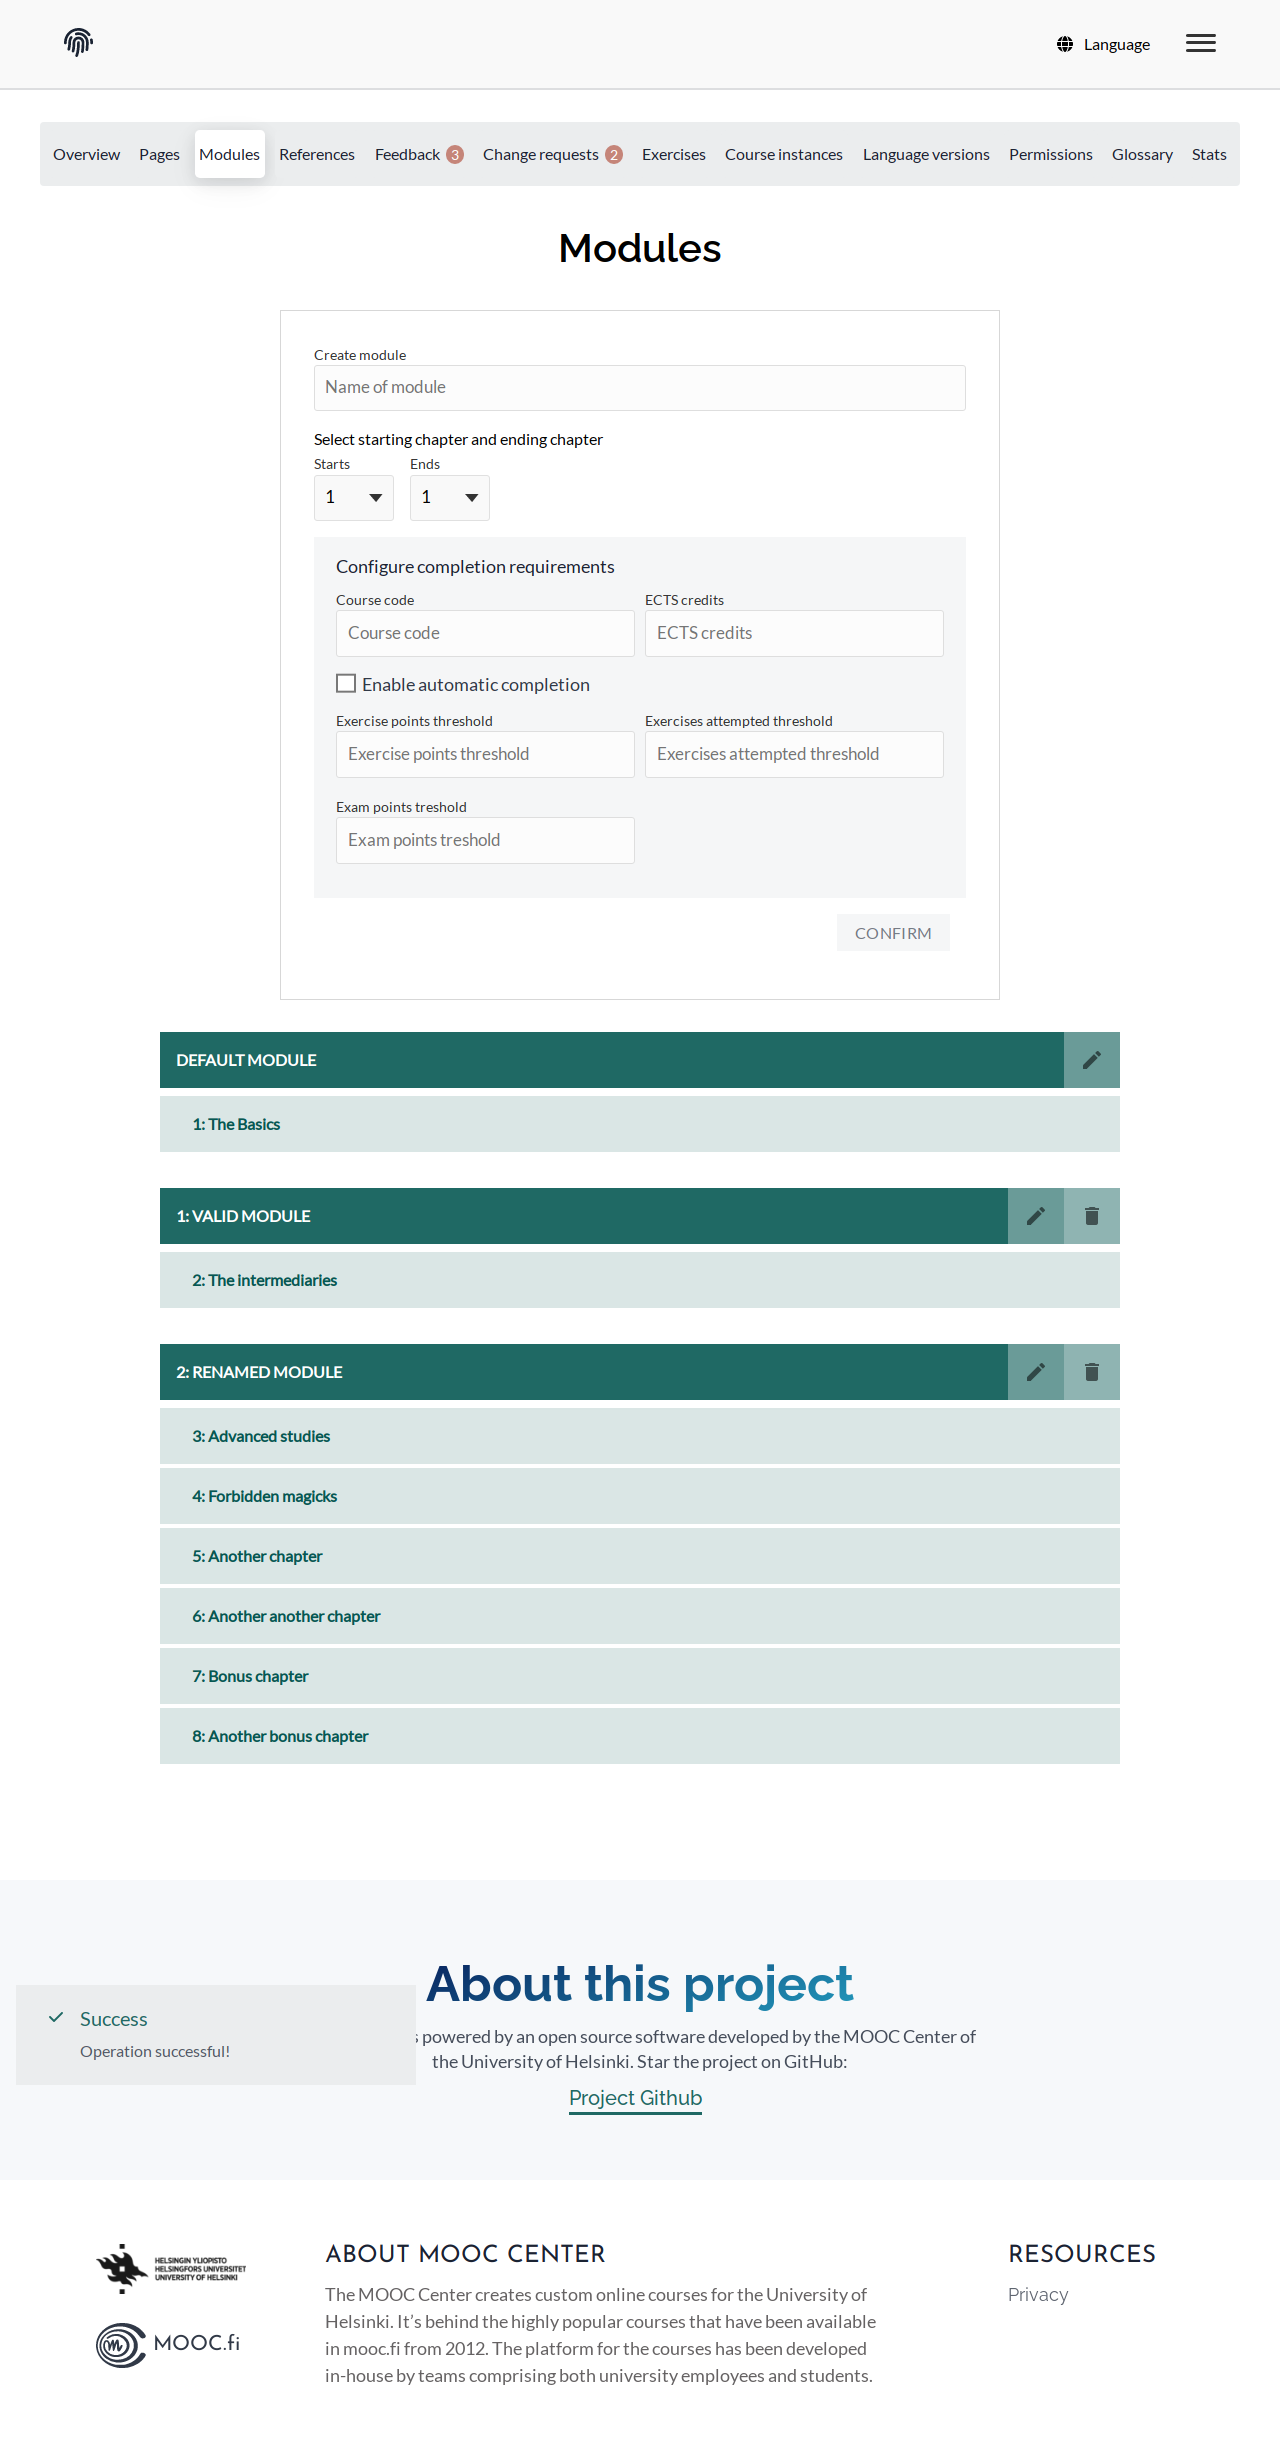 Language
Overview Pages Modules References Feedback 3 Change requests 2 Exercises Course instances Language versions Permissions Glossary Stats
Modules
Create module
Name of module
Select starting chapter and ending chapter
Starts Ends
1 1
Configure completion requirements
Course code ECTS credits
Course code ECTS credits
Enable automatic completion
Exercise points threshold Exercises attempted threshold
Exercise points threshold Exercises attempted threshold
Exam points treshold
Exam points treshold
CONFIRM
DEFAULT MODULE
1: The Basics
1: VALID MODULE
2: The intermediaries
2: RENAMED MODULE
3: Advanced studies
4: Forbidden magicks
5: Another chapter
6: Another another chapter
7: Bonus chapter
8: Another bonus chapter
About this project
Success
Operation successful!
powered by an open source software developed by the MOOC Center of
the University of Helsinki. Star the project on GitHub:
Project Github
HELSINGIN YLIOPISTO
HELSINGFORS UNIVERSITET
UNIVERSITY OF HELSINKI
MOOC.fi
ABOUT MOOC CENTER
The MOOC Center creates custom online courses for the University of
Helsinki. It’s behind the highly popular courses that have been available
in mooc.fi from 2012. The platform for the courses has been developed
in-house by teams comprising both university employees and students.
RESOURCES
Privacy